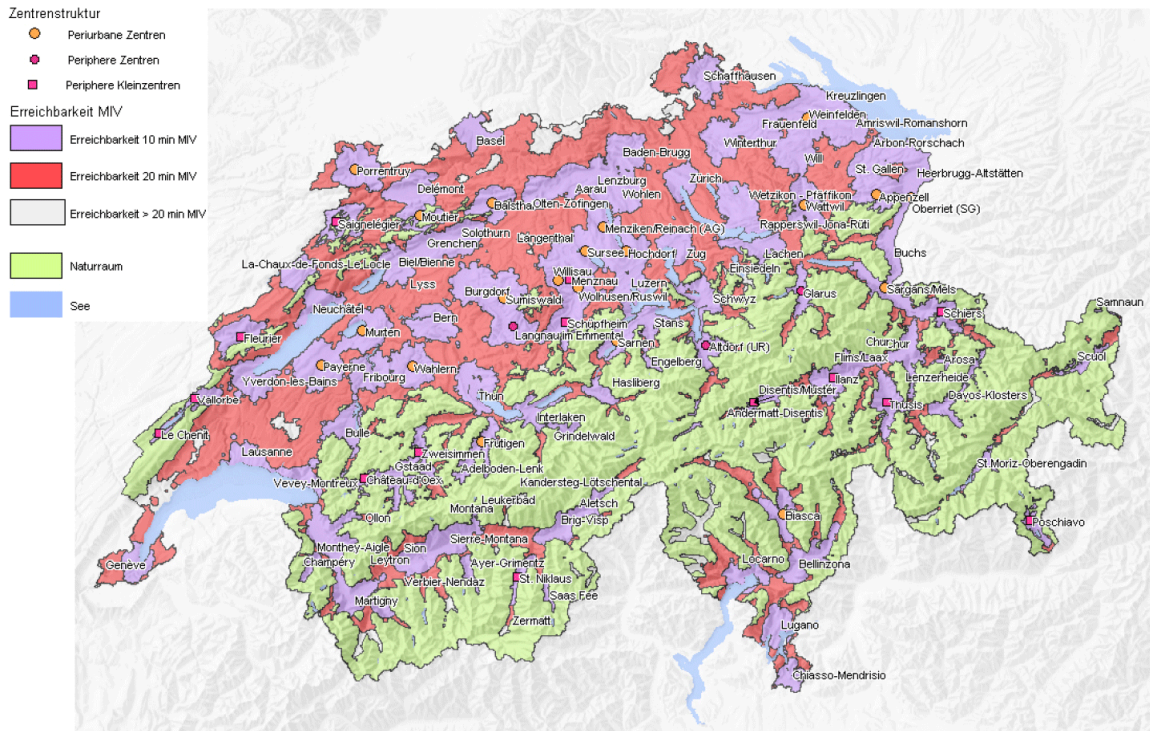 Zentrenstruktur
Periurbane Zentren
Periphere Zentren
Periphere Kleinzentren
Erreichbarkeit MIV
Erreichbarkeit 10 min MIV
Erreichbarkeit 20 min MIV
Erreichbarkeit > 20 min MIV
Naturraum
See
Schaffhausen
Kreuzlingen
Weinfelden
Frauenfeld
Amriswil-Romanshorn
Basel
Winterthur
Arbon-Rorschach
Baden-Brugg
Will
St. Gallen
Heerbrugg-Altstätten
Porrentruy
Zürich
Lenzburg
Delémont
Aarau
Wohlen
Wetzikon - Pfäffikon
Appenzell
Balstha
Olten-Zofingen
Wattwil
Oberriet (SG)
Moutier
Saignelégier
Rapperswil-Jona-Rüti
Menziken/Reinach (AG)
Solothurn
Langenthal
Grenchen
Sursee
Hochdorf
Zug
Lachen
Buchs
La-Chaux-de-Fonds-Le Locle
Biel/Bienne
Einsiedeln
Willisau
Menznau
Lyss
Luzern
Burgdorf
Sumiswald
Wolhusen/Ruswil
Schwyz
Glarus
Sargans/Mels
Samnaun
Neuchâtel
Bern
Schiers
Murten
Schüpfheim
Stans
Langnau im Emmental
Fleurier
Sarnen
Altdorf (UR)
Chur
Chur
Flims/Laax
Scuol
Engelberg
Arosa
Payerne
Wahlern
Fribourg
Ilanz
Lenzerheide
Yverdon-les-Bains
Hasliberg
Disentis/Mustér
Davos-Klosters
Vallorbe
Thun
Andermatt-Disentis
Thusis
Interlaken
Le Chenit
Bulle
Grindelwald
Frutigen
Lausanne
Zweisimmen
Gstaad
Adelboden-Lenk
St Moriz-Oberengadin
Vevey-Montreux
Château-d'Oex
Kandersteg-Lötschental
Leukerbad
Aletsch
Montana
Ollon
Brig-Visp
Biasca
Poschiavo
Sierre-Montana
Monthey-Aigle
Sion
Champery
Leytron
Ayer-Grimentz
Locarno
Genève
Bellinzona
Verbier-Nendaz
St. Niklaus
Martigny
Saas Fee
Zermatt
Lugano
Chiasso-Mendrisio